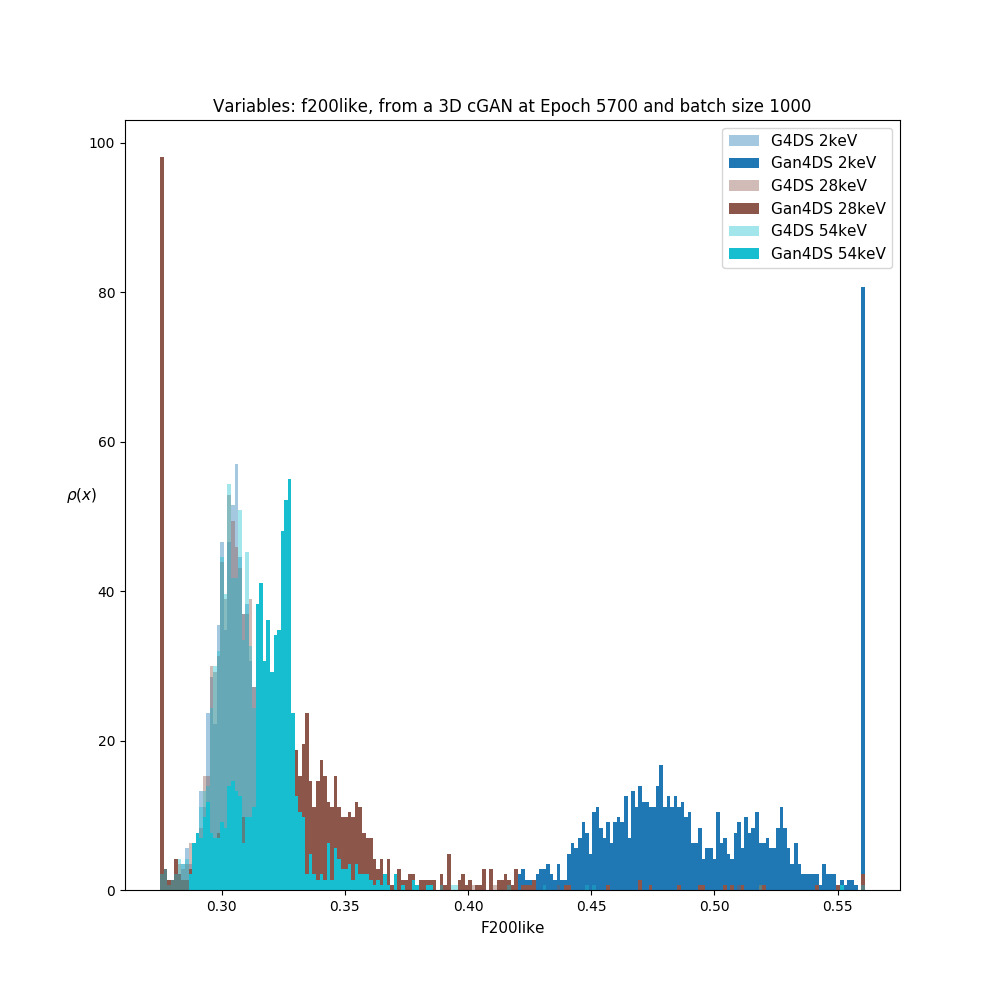 Variables: f200like, from a 3D cGAN at Epoch 5700 and batch size 1000
G4DS 2keV
Gan4DS 2keV
G4DS 28keV
Gan4DS 28keV
G4DS 54keV
Gan4DS 54keV
100
80
60
ρ(x)
40
20
0
0.30 0.35 0.40 0.45 0.50 0.55
F200like